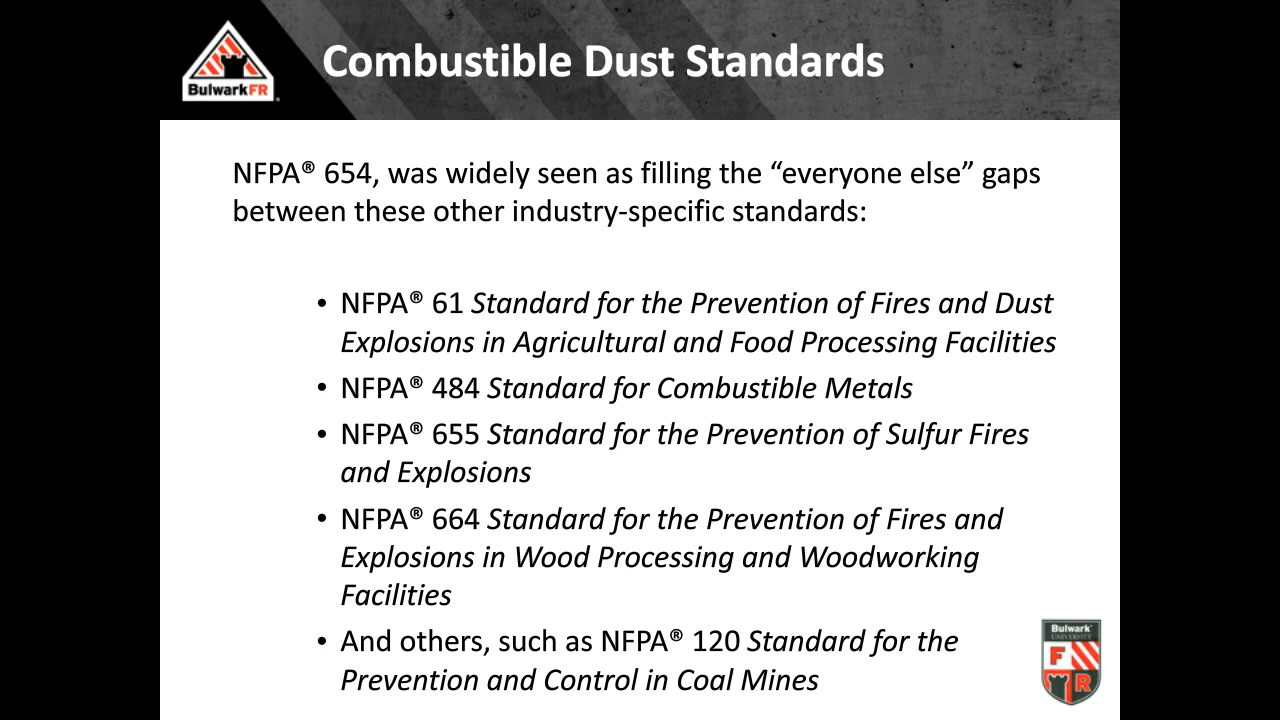 BulwarkFR
Combustible Dust Standards
NFPA® 654, was widely seen as filling the “everyone else” gaps
between these other industry-specific standards:
• NFPA® 61 Standard for the Prevention of Fires and Dust
Explosions in Agricultural and Food Processing Facilities
• NFPA® 484 Standard for Combustible Metals
• NFPA® 655 Standard for the Prevention of Sulfur Fires
and Explosions
• NFPA® 664 Standard for the Prevention of Fires and
Explosions in Wood Processing and Woodworking
Facilities
• And others, such as NFPA® 120 Standard for the
Prevention and Control in Coal Mines
Bulwark
UNIVERSITY
F
R